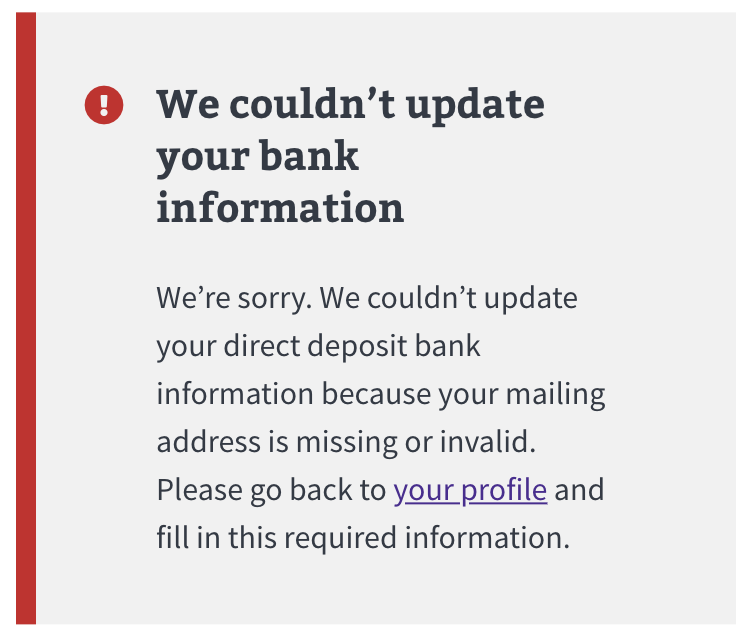 We couldn’t update
your bank
information
We’re sorry. We couldn’t update
your direct deposit bank
information because your mailing
address is missing or invalid.
Please go back to your profile and
fill in this required information.